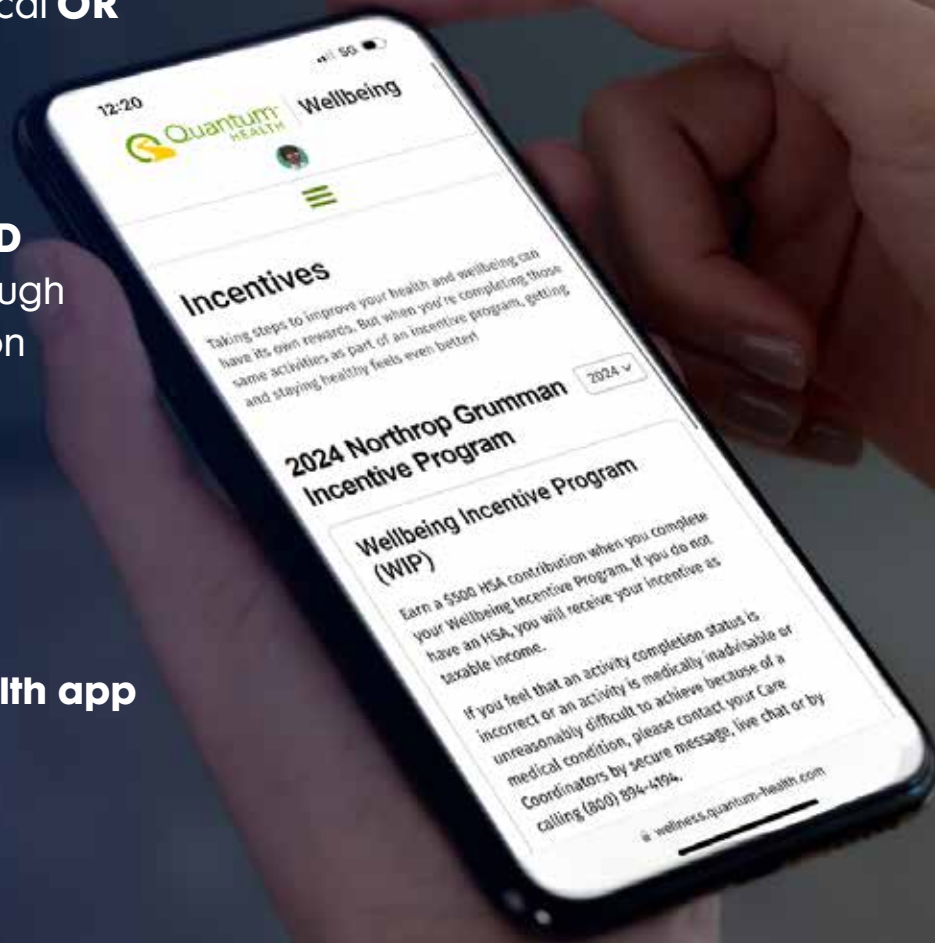 cal OR
D
ugh
on
lth app
12:20
5G
Quantum
HEALTH
Wellbeing
Incentives
Taking steps to improve your health and wellbeing can
have its own rewards. But when you're completing those
same activities as part of an incentive program, getting
and staying healthy feels even better!
2024 Northrop Grumman
Incentive Program
2024
Wellbeing Incentive Program
(WIP)
Earn a $500 HSA contribution when you complete
your Wellbeing Incentive Program. If you do not
have an HSA, you will receive your incentive as
taxable income.
If you feel that an activity completion status is
incorrect or an activity is medically inadvisable or
unreasonably difficult to achieve because of a
medical condition, please contact your Care
Coordinators by secure message, live chat or by
calling (800) 894-4194.
wellness.quantum-health.com